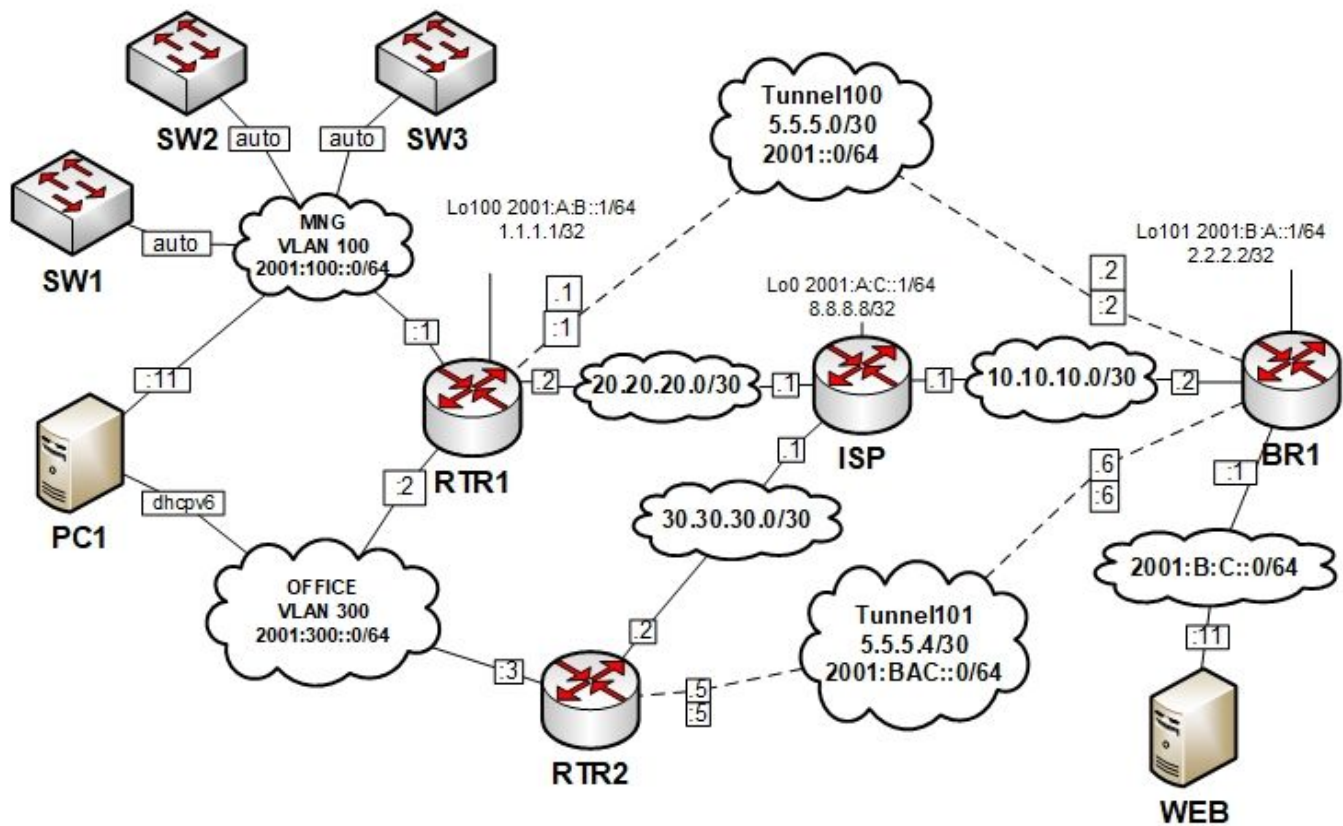 SW2
SW3
SW1
auto
auto
auto
MNG
VLAN 100
2001:100::0/64
Lo100 2001:A:B::1/64
1.1.1.1/32
Tunnel100
5.5.5.0/30
2001::0/64
Lo101 2001:B:A::1/64
2.2.2.2/32
Lo0 2001:A:C::1/64
8.8.8.8/32
.1
:1
.2
:2
:1
:11
.2
20.20.20.0/30
.1
.1
10.10.10.0/30
.2
RTR1
ISP
BR1
PC1
dhcpv6
:2
.1
30.30.30.0/30
.2
.6
:6
:1
2001:B:C::0/64
:11
OFFICE
VLAN 300
2001:300::0/64
:3
.5
:5
Tunnel101
5.5.5.4/30
2001:BAC::0/64
RTR2
WEB